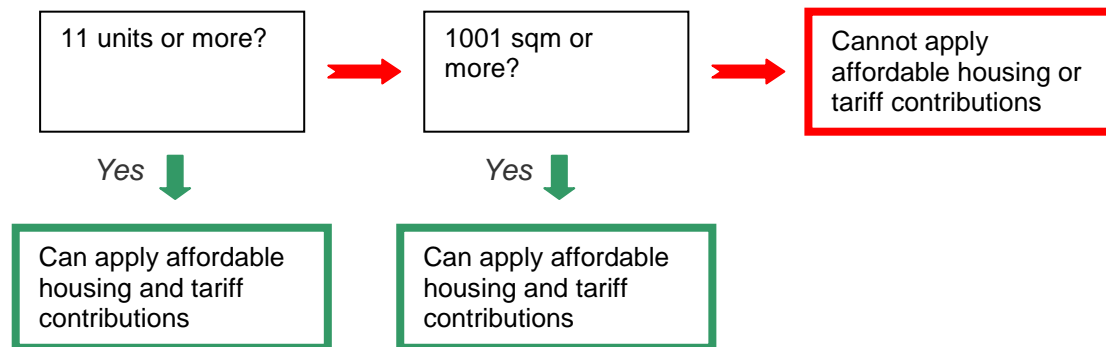 11 units or more?
1001 sqm or
more?
Cannot apply
affordable housing or
tariff contributions
Yes
Yes
Can apply affordable
housing and tariff
contributions
Can apply affordable
housing and tariff
contributions